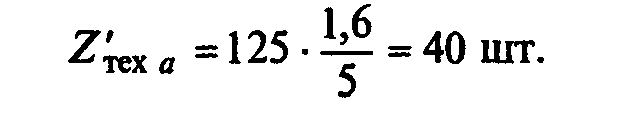 Z′тех а = 125 · 1,6/5 = 40 шт.